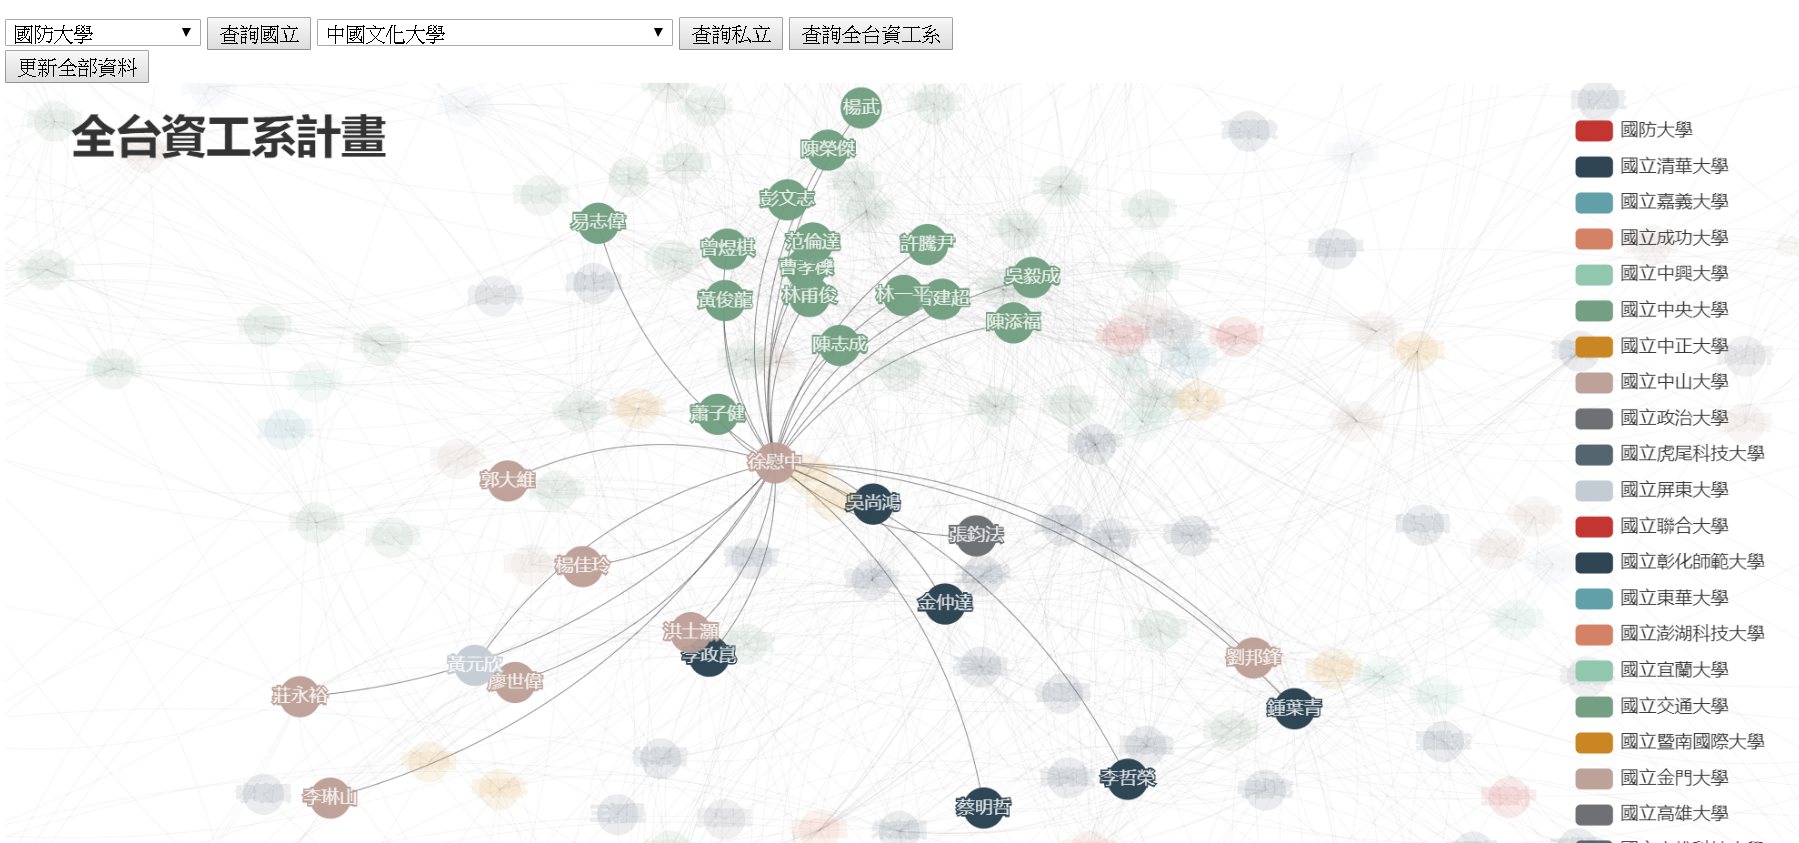 國防大學 查詢國立 中國文化大學 查詢私立 查詢全台資工系
更新全部資料
全台資工系計畫
楊武
陳榮傑
彭文志
易志偉
曾煜棋
范倫達
許騰尹
曹孝櫟
吳毅成
黃俊龍
林甫俊
林一平
建超
陳添福
陳志成
蕭子健
徐慰中
郭大維
吳尚鴻
張鈞法
楊佳玲
金仲達
洪士灝
李政崑
黃元欣
廖世偉
莊永裕
劉邦鋒
鍾葉青
李琳山
李哲榮
蔡明哲
國防大學
國立清華大學
國立嘉義大學
國立成功大學
國立中興大學
國立中央大學
國立中正大學
國立中山大學
國立政治大學
國立虎尾科技大學
國立屏東大學
國立聯合大學
國立彰化師範大學
國立東華大學
國立澎湖科技大學
國立宜蘭大學
國立交通大學
國立暨南國際大學
國立金門大學
國立高雄大學